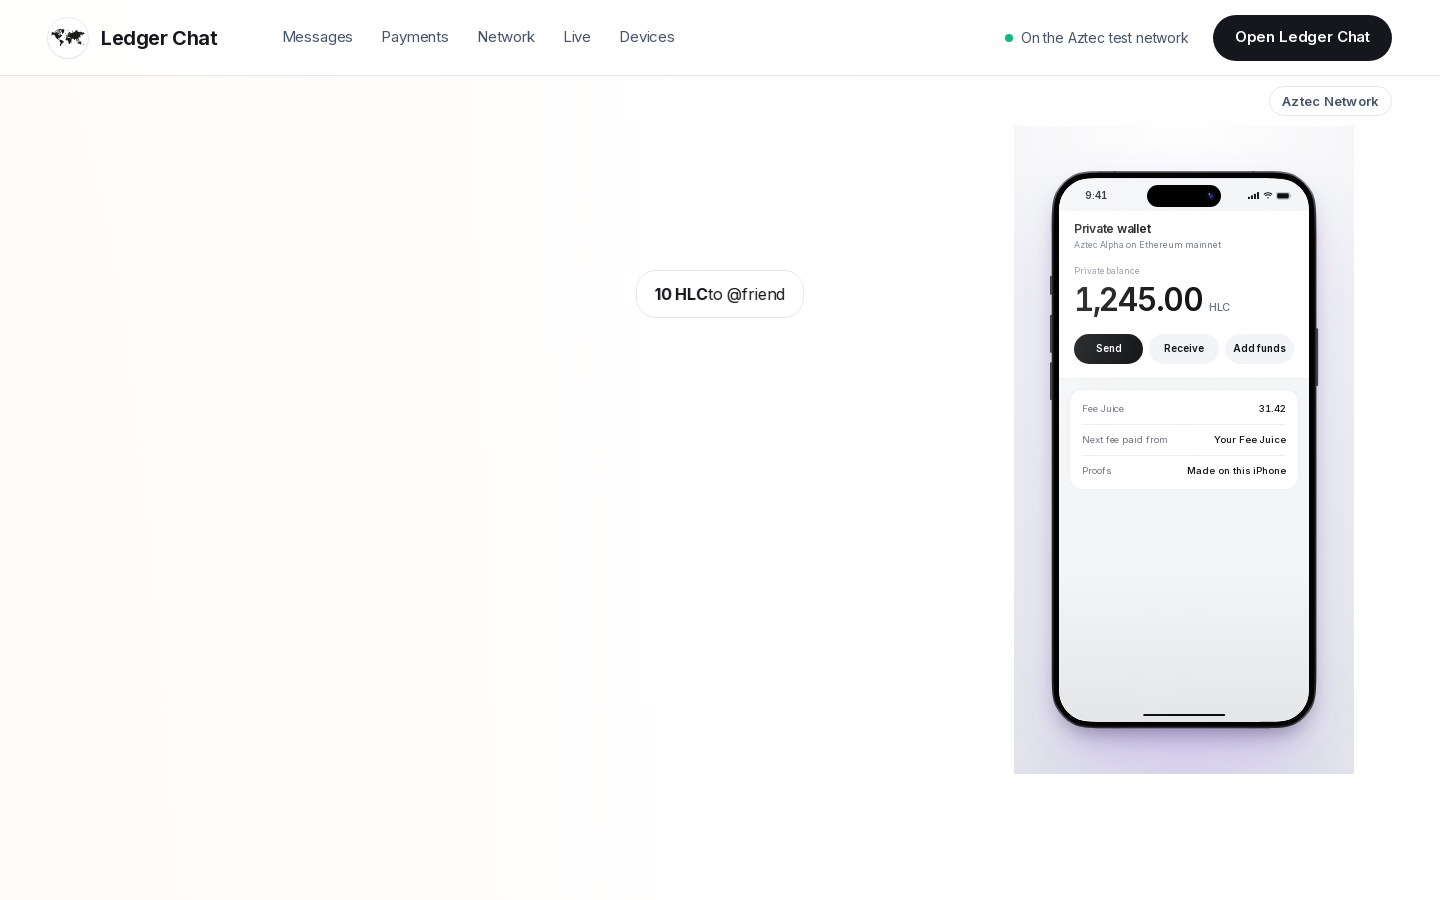 Ledger Chat
Messages
Payments
Network
Live
Devices
On the Aztec test network
Open Ledger Chat
Aztec Network
10 HLCto @friend
9:41
Private wallet
Aztec Alpha on Ethereum mainnet
Private balance
1,245.00 HLC
Send
Receive
Add funds
Fee Juice 31.42
Next fee paid from Your Fee Juice
Proofs Made on this iPhone